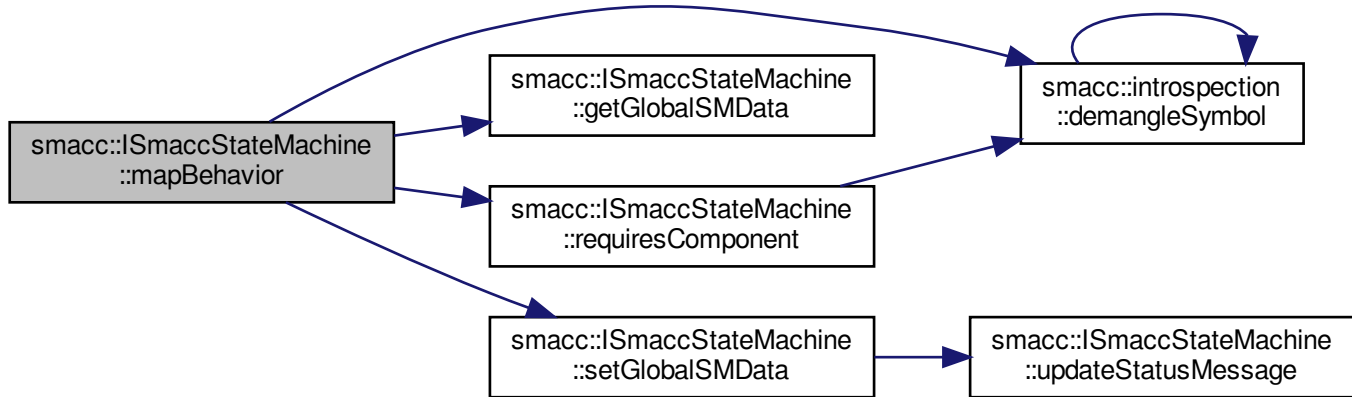 smacc::ISmaccStateMachine
::mapBehavior
smacc::ISmaccStateMachine
::getGlobalSMData
smacc::introspection
::demangleSymbol
smacc::ISmaccStateMachine
::requiresComponent
smacc::ISmaccStateMachine
::setGlobalSMData
smacc::ISmaccStateMachine
::updateStatusMessage